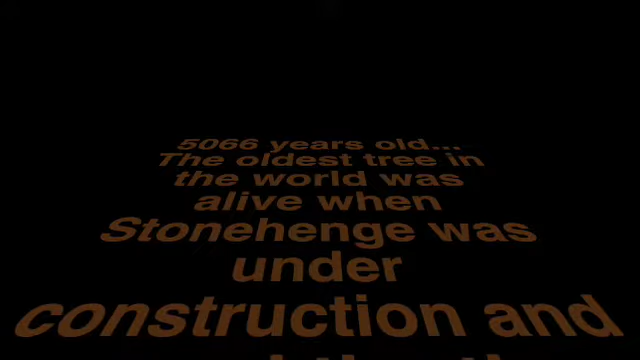 5066 years old...
The oldest tree in
the world was
alive when
Stonehenge was
under
construction and